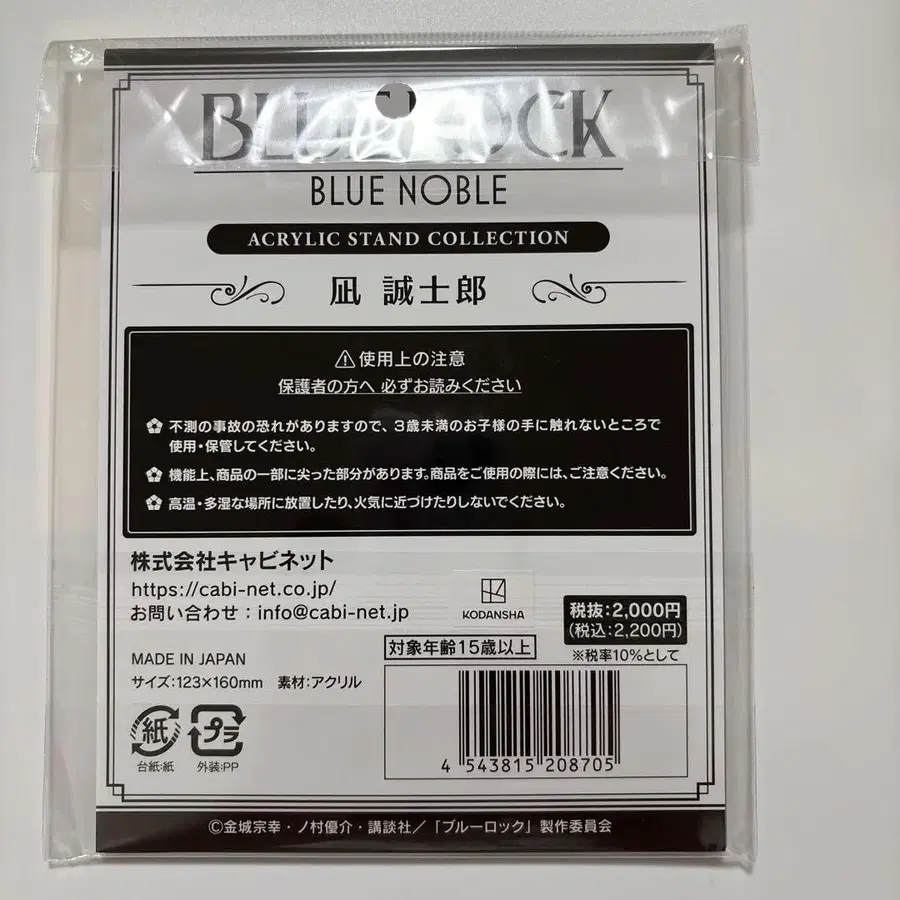 BLUE LOCK
BLUE NOBLE
ACRYLIC STAND COLLECTION
凪 誠士郎
⚠使用上の注意
保護者の方へ 必ずお読みください
不測の事故の恐れがありますので、３歳未満のお子様の手に触れないところで
使用・保管してください。
機能上、商品の一部に尖った部分があります。商品をご使用の際には、ご注意ください。
高温・多湿な場所に放置したり、火気に近づけたりしないでください。
株式会社キャビネット
https://cabi-net.co.jp/
お問い合わせ：info@cabi-net.jp
KODANSHA
税抜:2,000円
(税込:2,200円)
※税率10%として
対象年齢15歳以上
MADE IN JAPAN
サイズ:123×160mm 素材:アクリル
紙
プラ
台紙:紙
外装:PP
4 543815 208705
©金城宗幸・ノ村優介・講談社／「ブルーロック」製作委員会